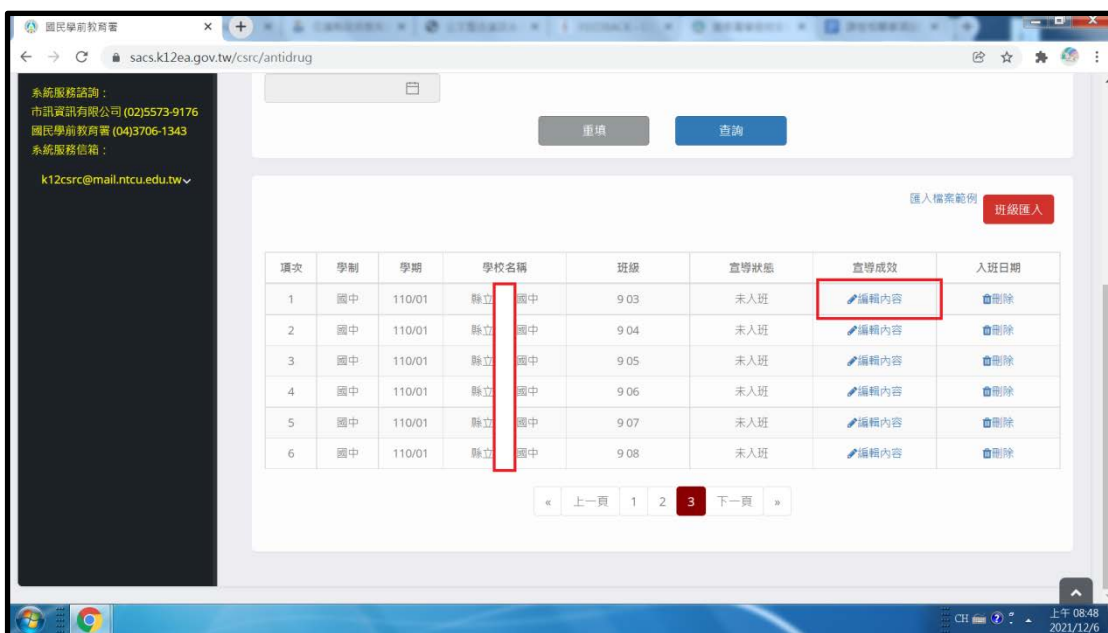 國民學前教育署
sacs.k12ea.gov.tw/csrc/antidrug
系統服務諮詢：
市訊資訊有限公司 (02)5573-9176
國民學前教育署 (04)3706-1343
系統服務信箱：
k12csrc@mail.ntcu.edu.tw
重填 查詢
匯入檔案範例 班級匯入
項次 學制 學期 學校名稱 班級 宣導狀態 宣導成效 入班日期
1 國中 110/01 縣立 國中 9 03 未入班 編輯內容 刪除
2 國中 110/01 縣立 國中 9 04 未入班 編輯內容 刪除
3 國中 110/01 縣立 國中 9 05 未入班 編輯內容 刪除
4 國中 110/01 縣立 國中 9 06 未入班 編輯內容 刪除
5 國中 110/01 縣立 國中 9 07 未入班 編輯內容 刪除
6 國中 110/01 縣立 國中 9 08 未入班 編輯內容 刪除
« 上一頁 1 2 3 下一頁 »
CH 上午 08:48
2021/12/6